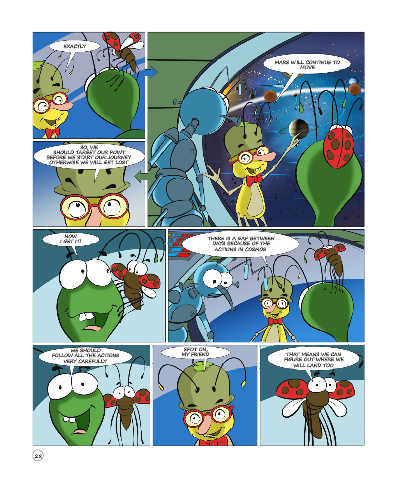 EXACTLY
MARS WILL CONTINUE TO
MOVE
SO, WE
SHOULD TARGET OUR POINT
BEFORE WE START OUR JOURNEY
OTHERWISE WE WILL GET LOST
NOW
I GET IT!
THERE IS A GAP BETWEEN
DAYS BECAUSE OF THE
ACTIONS IN COSMOS
WE SHOULD
FOLLOW ALL THE ACTIONS
VERY CAREFULLY
SPOT ON,
MY FRIEND
THAT MEANS WE CAN
FIGURE OUT WHERE WE
WILL LAND TOO